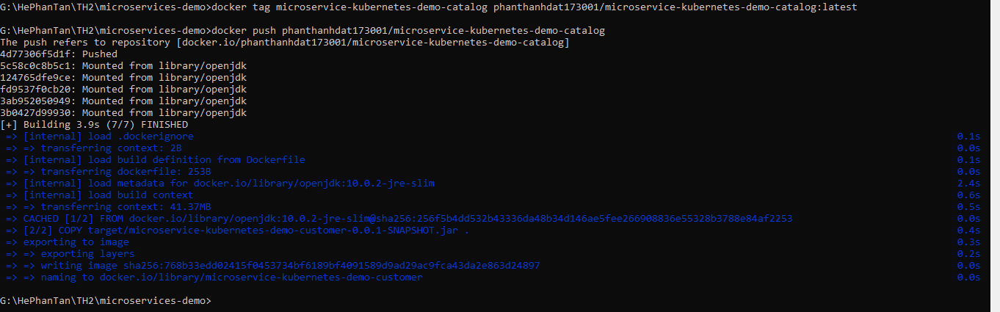 G:\HePhanTan\TH2\microservices-demo>docker tag microservice-kubernetes-demo-catalog phanthanhdat173001/microservice-kubernetes-demo-catalog:latest
G:\HePhanTan\TH2\microservices-demo>docker push phanthanhdat173001/microservice-kubernetes-demo-catalog
The push refers to repository [docker.io/phanthanhdat173001/microservice-kubernetes-demo-catalog]
4d77306f5d1f: Pushed
5c58c0c8b5c1: Mounted from library/openjdk
124765dfe9ce: Mounted from library/openjdk
fd9537f0cb20: Mounted from library/openjdk
3ab952050949: Mounted from library/openjdk
3b0427d99930: Mounted from library/openjdk
[+] Building 3.9s (7/7) FINISHED
=> [internal] load .dockerignore 0.1s
=> => transferring context: 2B 0.0s
=> [internal] load build definition from Dockerfile 0.1s
=> => transferring dockerfile: 253B 0.0s
=> [internal] load metadata for docker.io/library/openjdk:10.0.2-jre-slim 2.4s
=> [internal] load build context 0.6s
=> => transferring context: 41.37MB 0.5s
=> CACHED [1/2] FROM docker.io/library/openjdk:10.0.2-jre-slim@sha256:256f5b4dd532b43336da48b34d146ae5fee266908836e55328b3788e84af2253 0.0s
=> [2/2] COPY target/microservice-kubernetes-demo-customer-0.0.1-SNAPSHOT.jar . 0.4s
=> exporting to image 0.3s
=> => exporting layers 0.2s
=> => writing image sha256:768b33edd02415f0453734bf6189bf4091589d9ad29ac9fca43da2e863d24897 0.0s
=> => naming to docker.io/library/microservice-kubernetes-demo-customer 0.0s
G:\HePhanTan\TH2\microservices-demo>